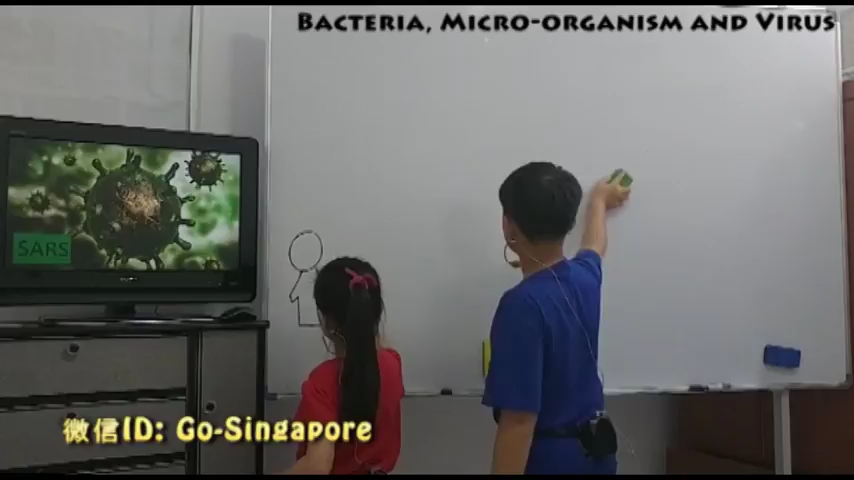 BACTERIA, MICRO-ORGANISM AND VIRUS
SARS
微信ID: Go-Singapore